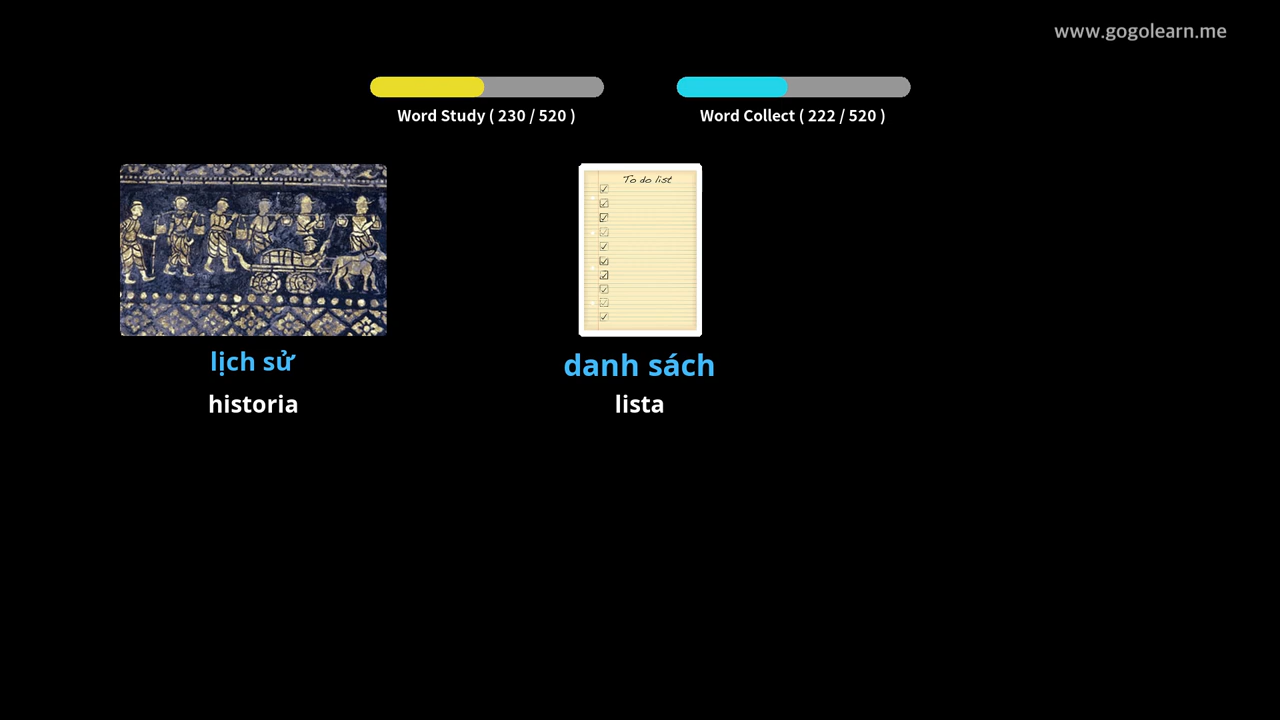 www.gogolearn.me
Word Study ( 230 / 520 )
Word Collect ( 222 / 520 )
To do list
lịch sử
historia
danh sách
lista